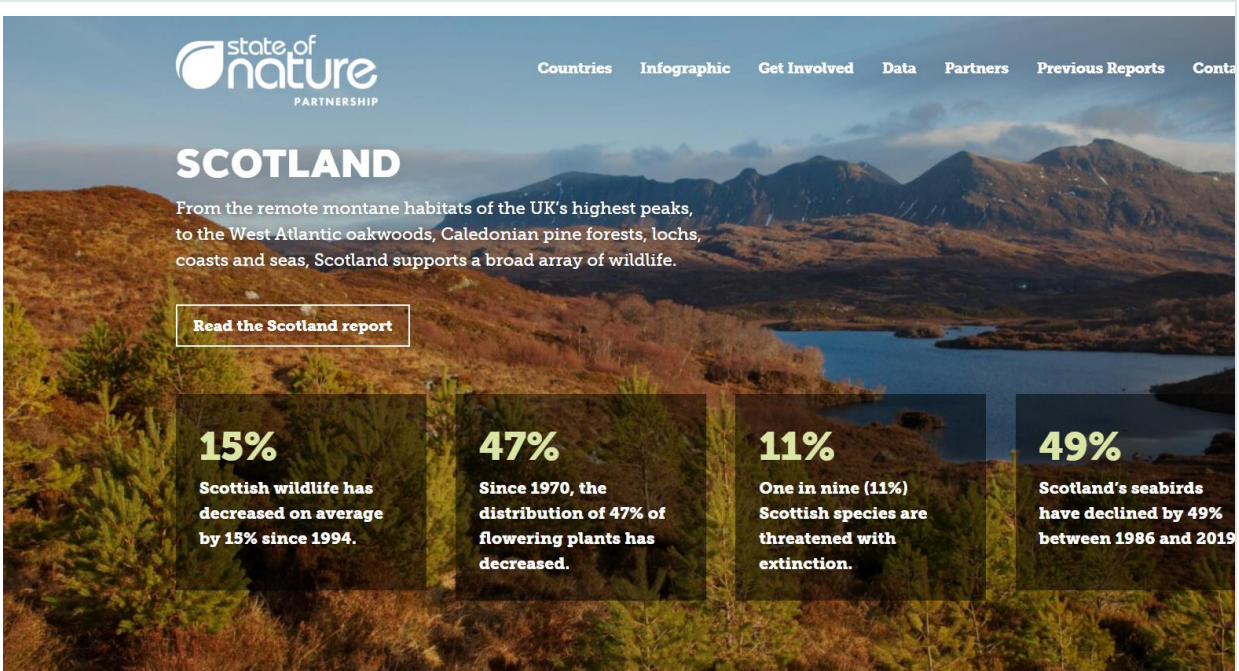 state of
nature
PARTNERSHIP
Countries Infographic Get Involved Data Partners Previous Reports
SCOTLAND
From the remote montane habitats of the UK's highest peaks,
to the West Atlantic oakwoods, Caledonian pine forests, lochs,
coasts and seas, Scotland supports a broad array of wildlife.
Read the Scotland report
15%
Scottish wildlife has
decreased on average
by 15% since 1994.
47%
Since 1970, the
distribution of 47% of
flowering plants has
decreased.
11%
One in nine (11%)
Scottish species are
threatened with
extinction.
49%
Scotland's seabirds
have declined by 49%
between 1986 and 2019